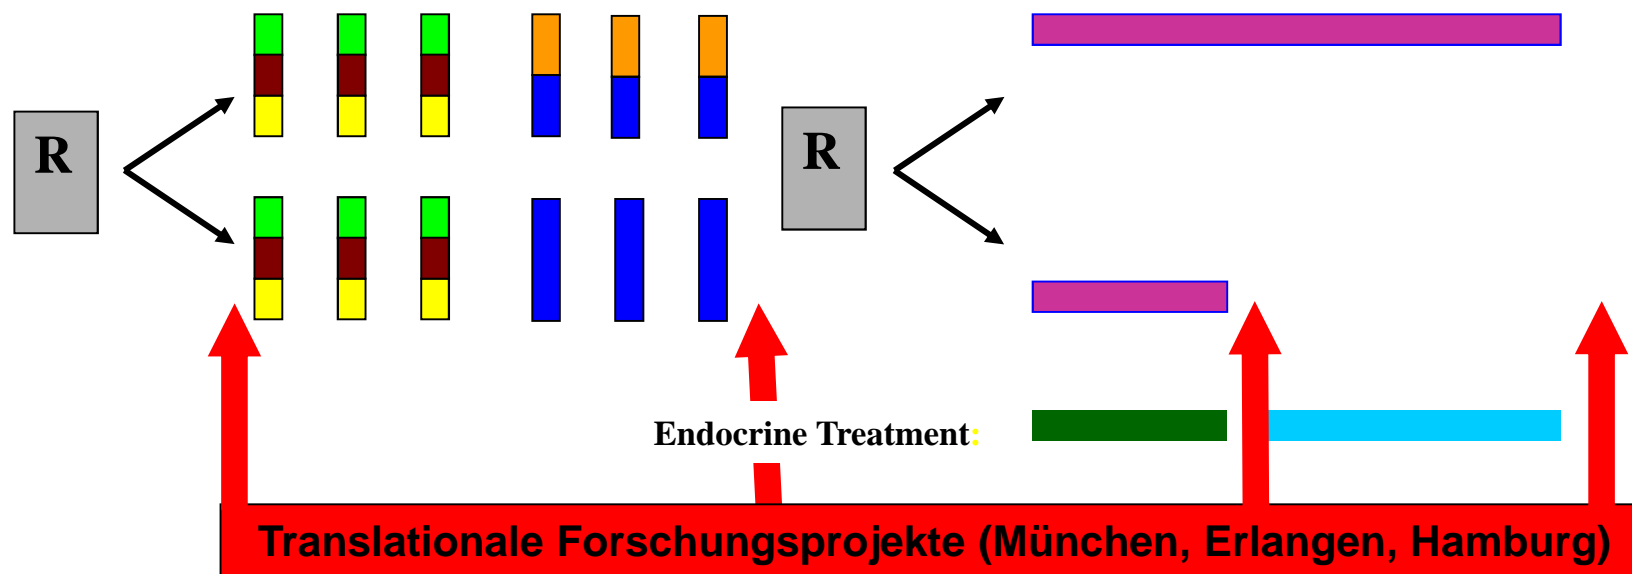 R
R
Endocrine Treatment:
Translationale Forschungsprojekte (München, Erlangen, Hamburg)